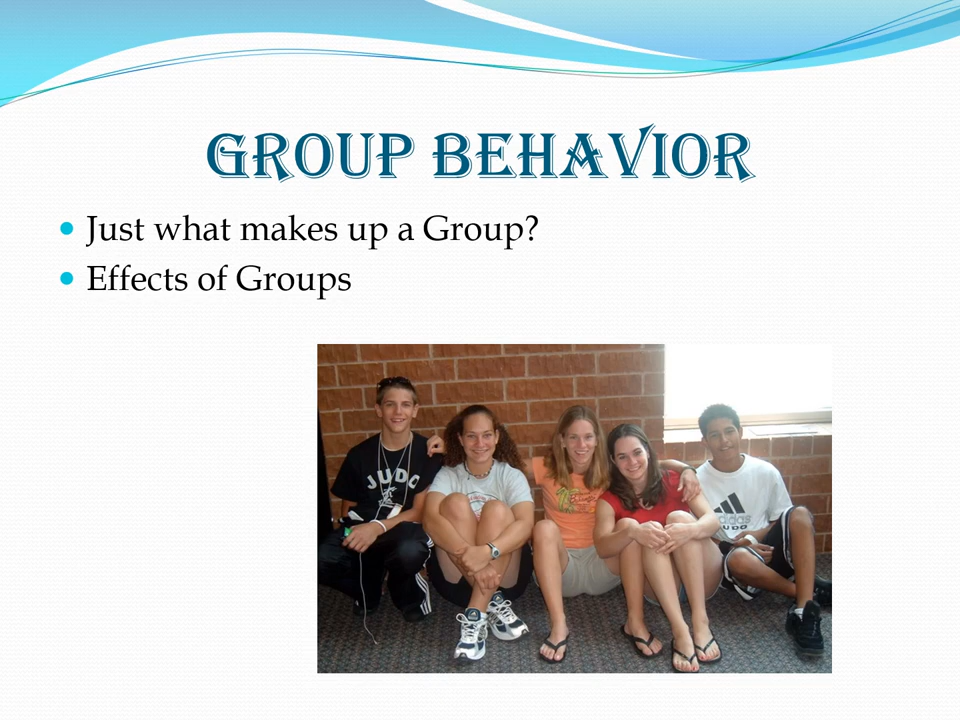 Group Behavior
Just what makes up a Group?
Effects of Groups
JUDO
adidas
JUDO